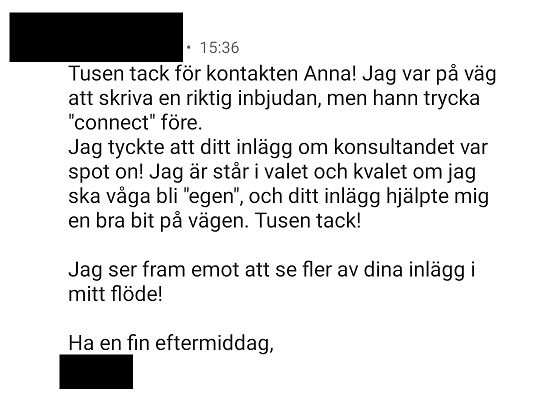 • 15:36
Tusen tack för kontakten Anna! Jag var på väg
att skriva en riktig inbjudan, men hann trycka
"connect" före.
Jag tyckte att ditt inlägg om konsultandet var
spot on! Jag är står i valet och kvalet om jag
ska våga bli "egen", och ditt inlägg hjälpte mig
en bra bit på vägen. Tusen tack!
Jag ser fram emot att se fler av dina inlägg i
mitt flöde!
Ha en fin eftermiddag,